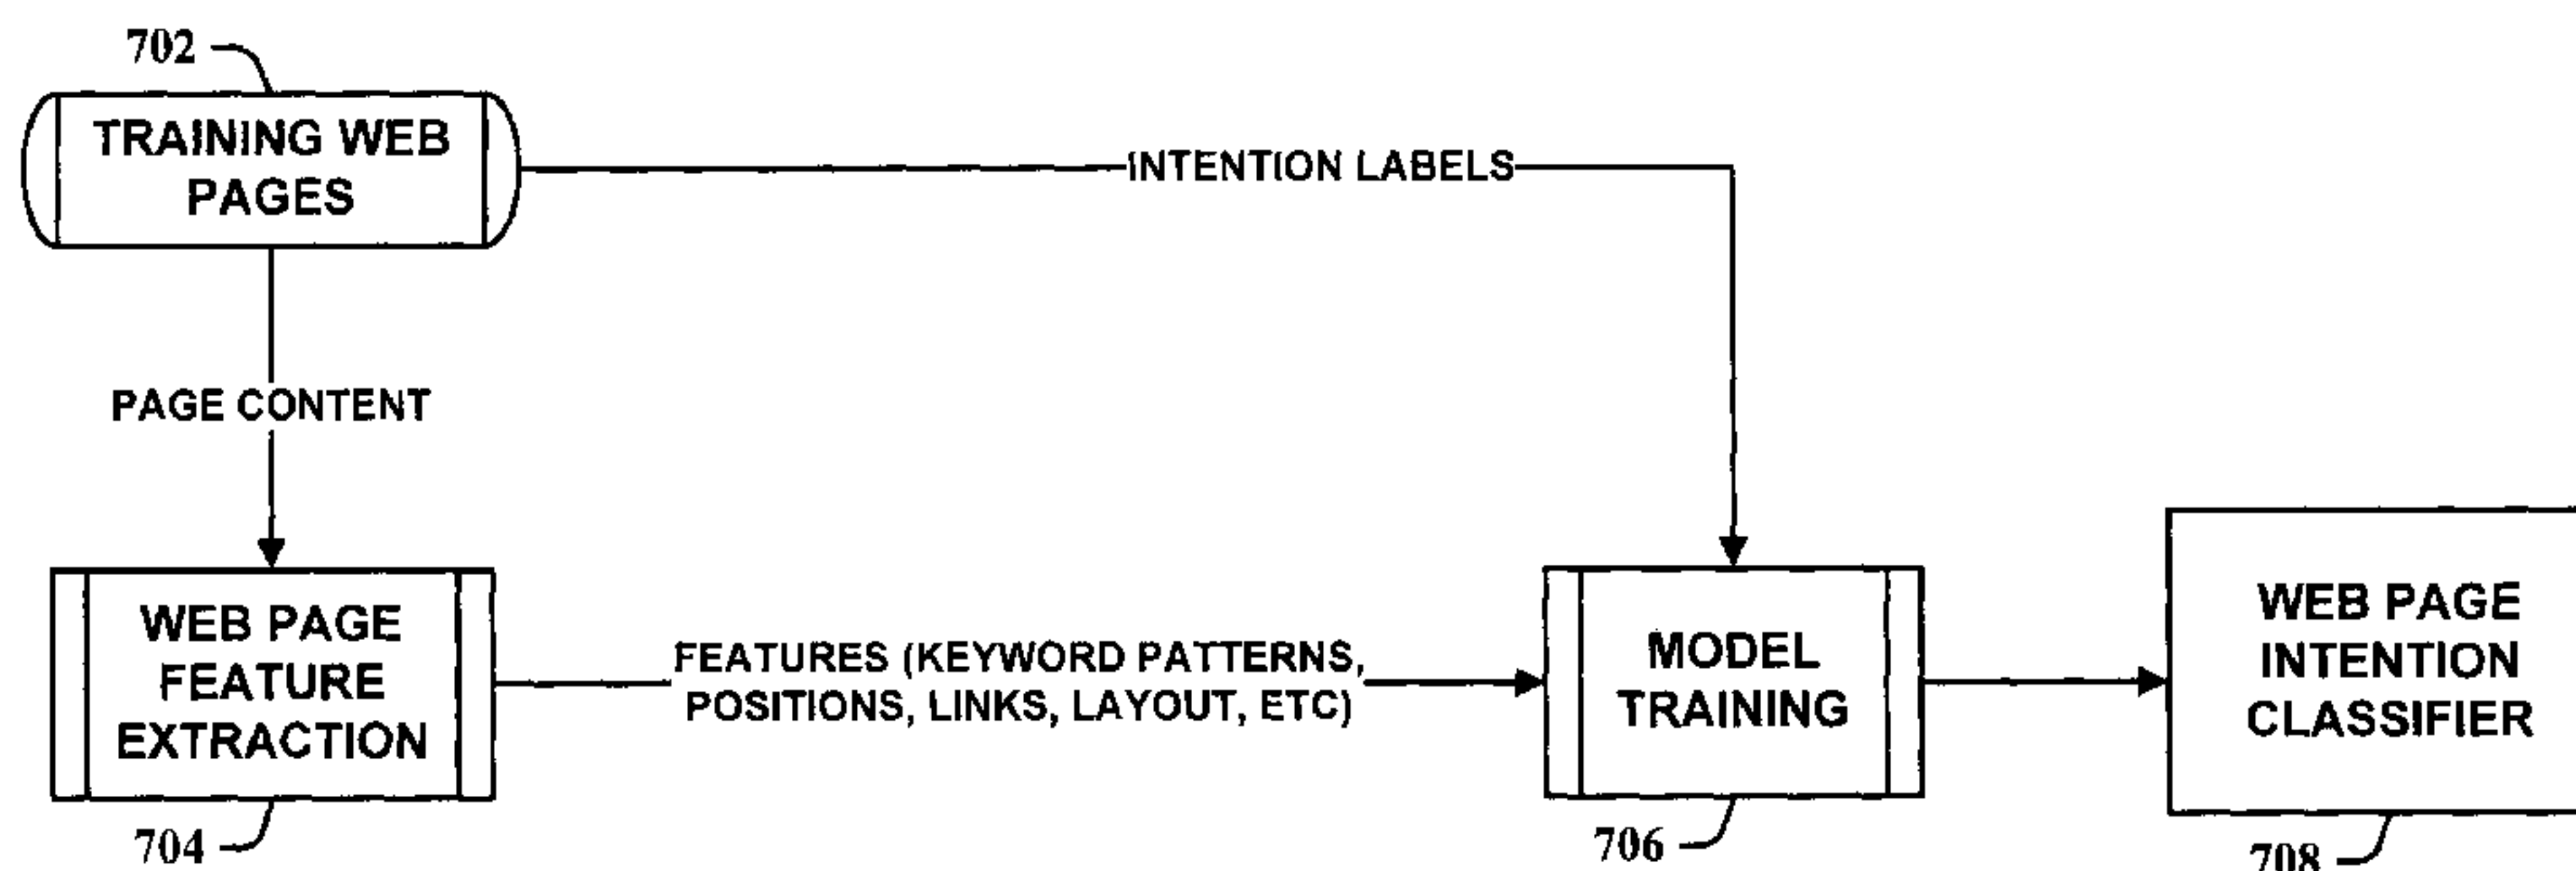 702
TRAINING WEB
PAGES
INTENTION LABELS
PAGE CONTENT
WEB PAGE
FEATURE
EXTRACTION
704
FEATURES (KEYWORD PATTERNS,
POSITIONS, LINKS, LAYOUT, ETC)
MODEL
TRAINING
706
WEB PAGE
INTENTION
CLASSIFIER
708